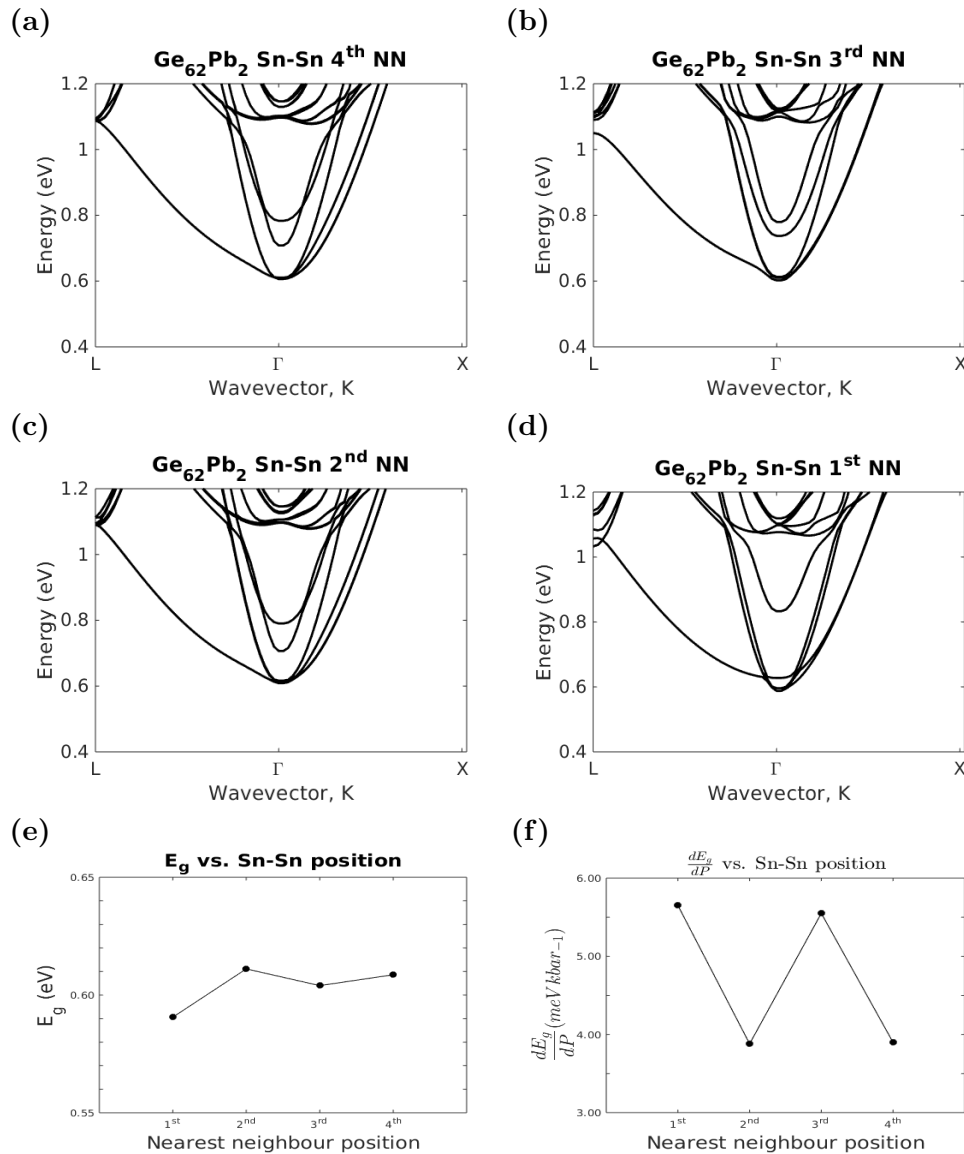 (a)
Ge62Pb2 Sn-Sn 4th NN
1.2
1
0.8
0.6
0.4
Energy (eV)
L Γ X
Wavevector, K
(b)
Ge62Pb2 Sn-Sn 3rd NN
1.2
1
0.8
0.6
0.4
Energy (eV)
L Γ X
Wavevector, K
(c)
Ge62Pb2 Sn-Sn 2nd NN
1.2
1
0.8
0.6
0.4
Energy (eV)
L Γ X
Wavevector, K
(d)
Ge62Pb2 Sn-Sn 1st NN
1.2
1
0.8
0.6
0.4
Energy (eV)
L Γ X
Wavevector, K
(e)
Eg vs. Sn-Sn position
0.65
0.60
0.55
Eg (eV)
1st 2nd 3rd 4th
Nearest neighbour position
(f)
dEg/dP vs. Sn-Sn position
6.00
5.00
4.00
3.00
dEg/dP (meV kbar−1)
1st 2nd 3rd 4th
Nearest neighbour position